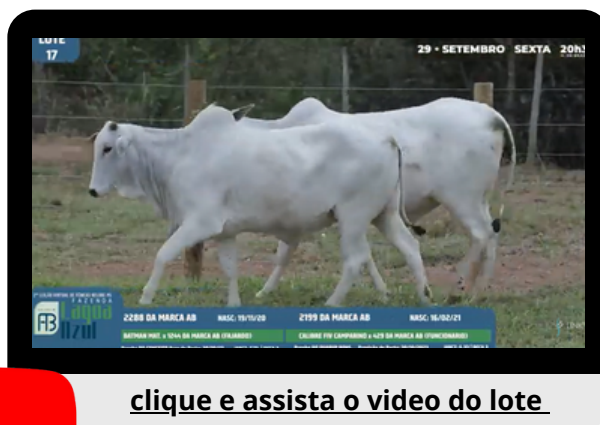 LOTE
17
29 • SETEMBRO SEXTA 20h
FAZENDA
Lagoa
Azul
AB
2288 DA MARCA AB NASC: 19/11/20 2199 DA MARCA AB NASC: 16/02/21
BATMAN MAT. x 1244 DA MARCA AB (FAJARDO) CALIBRE FIV CAMPARINO x 429 DA MARCA AB (FUNCIONARIO)
clique e assista o video do lote